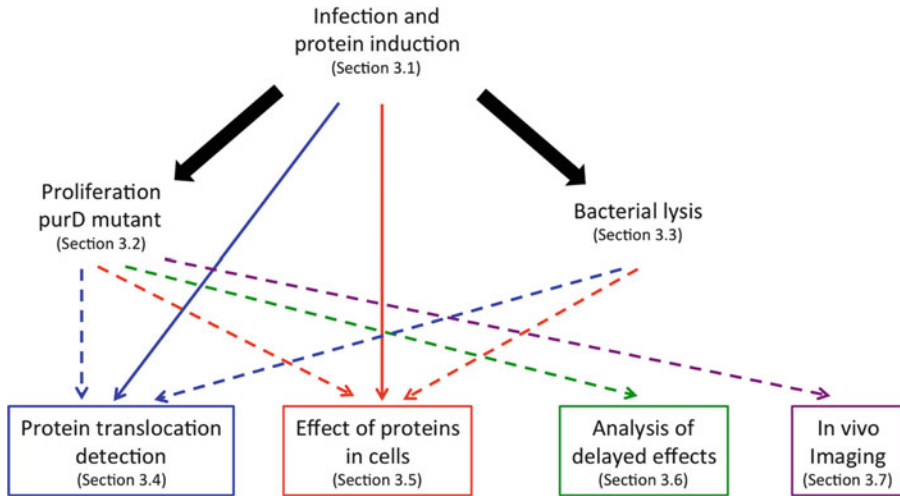 Infection and
protein induction
(Section 3.1)
Proliferation
purD mutant
(Section 3.2)
Bacterial lysis
(Section 3.3)
Protein translocation
detection
(Section 3.4)
Effect of proteins
in cells
(Section 3.5)
Analysis of
delayed effects
(Section 3.6)
In vivo
Imaging
(Section 3.7)